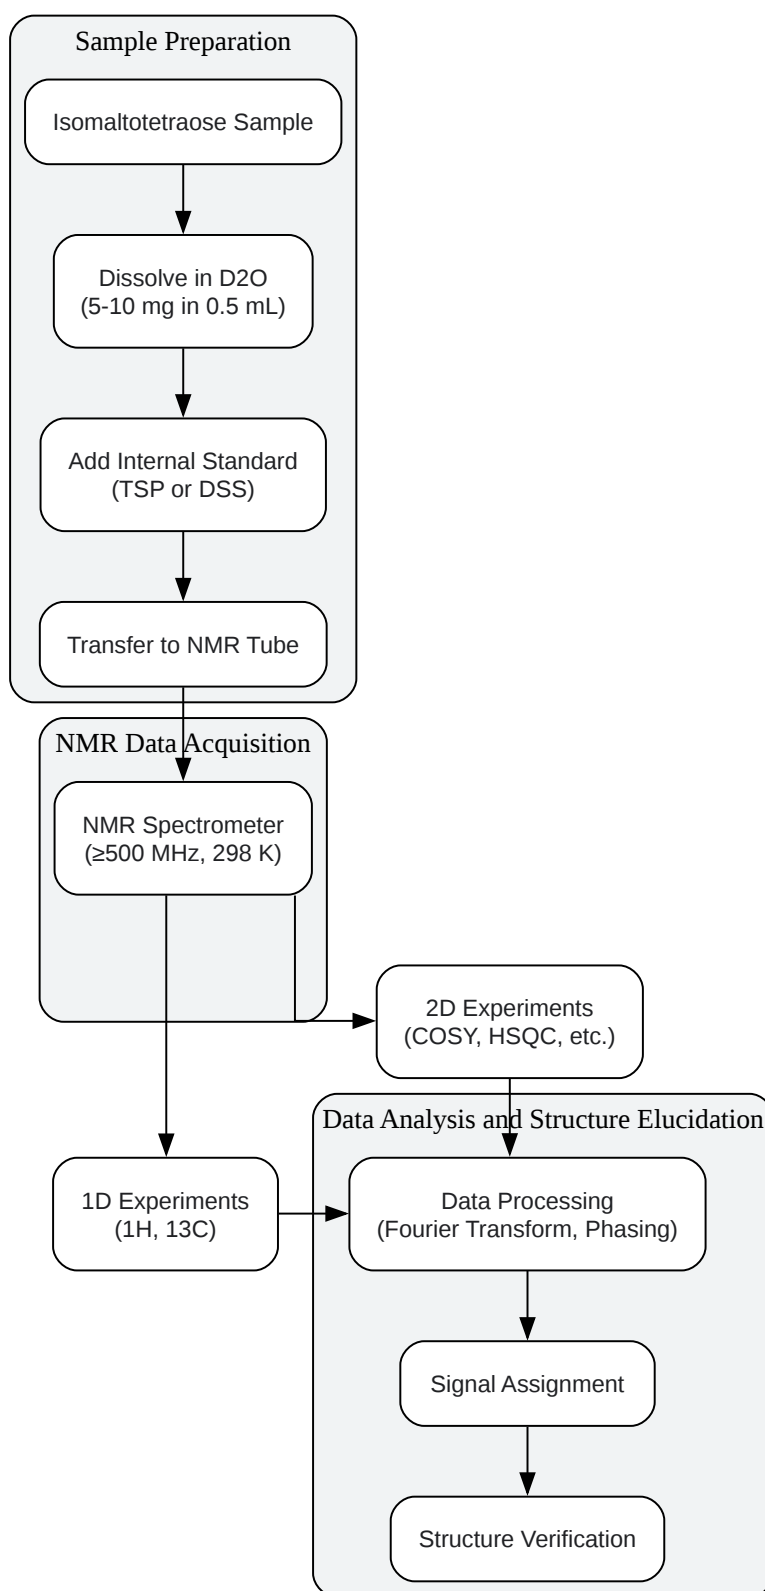 Sample Preparation
Isomaltotetraose Sample
Dissolve in D2O
(5-10 mg in 0.5 mL)
Add Internal Standard
(TSP or DSS)
Transfer to NMR Tube
NMR Data Acquisition
NMR Spectrometer
(≥500 MHz, 298 K)
2D Experiments
(COSY, HSQC, etc.)
Data Analysis and Structure Elucidation
1D Experiments
(1H, 13C)
Data Processing
(Fourier Transform, Phasing)
Signal Assignment
Structure Verification